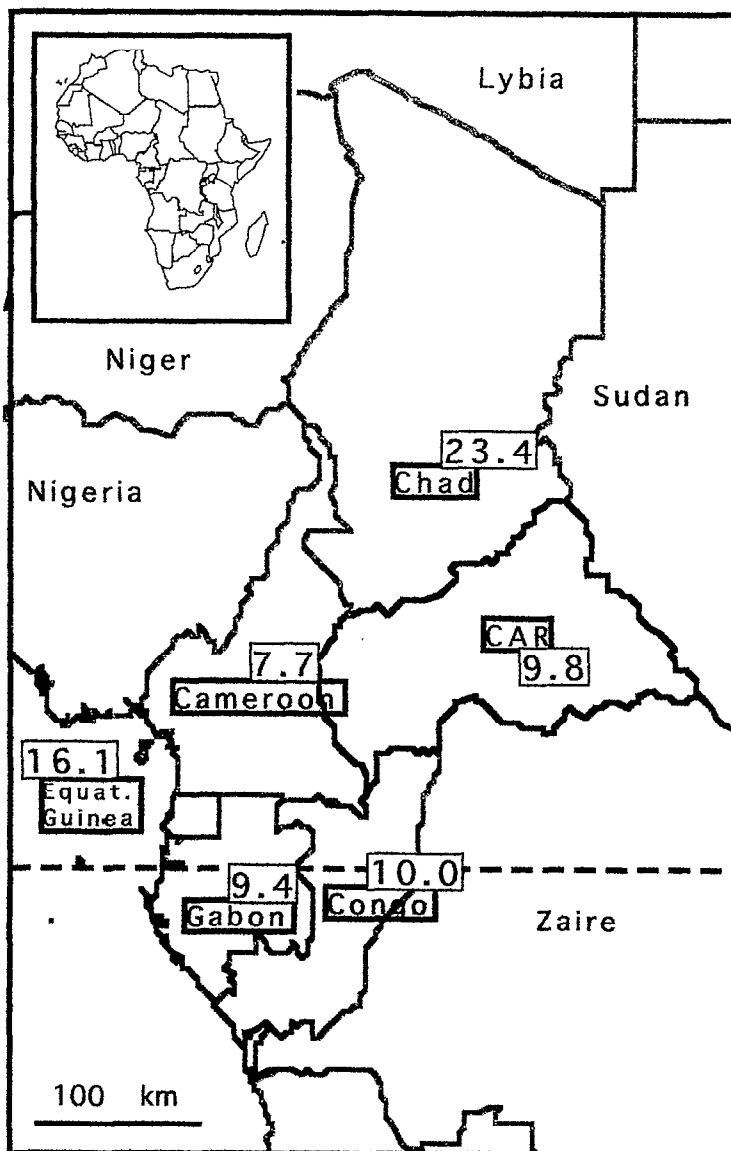 Lybia
Niger
Sudan
23.4
Chad
Nigeria
CAR
9.8
7.7
Cameroon
16.1
Equat.
Guinea
10.0
9.4
Congo
Gabon
Zaire
100 km